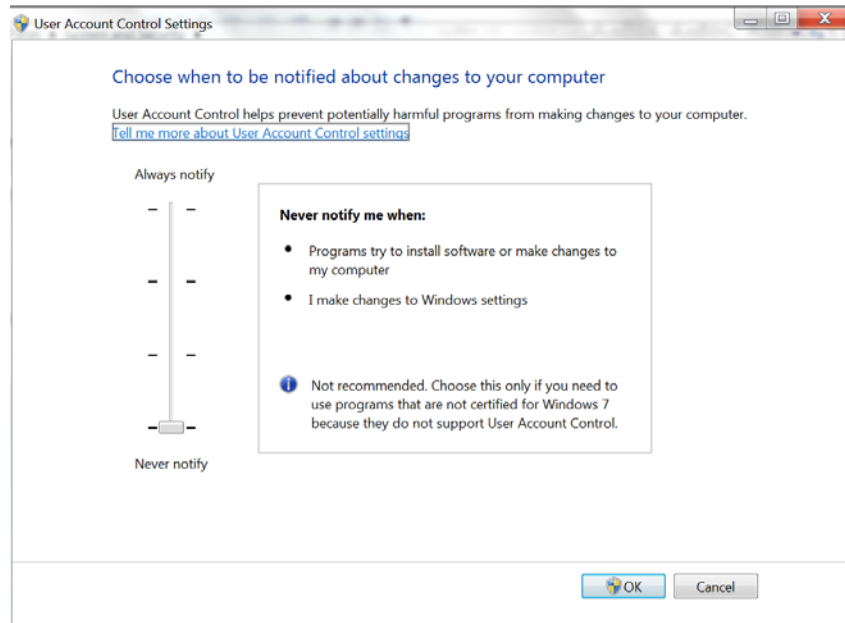 User Account Control Settings
Choose when to be notified about changes to your computer
User Account Control helps prevent potentially harmful programs from making changes to your computer.
Tell me more about User Account Control settings
Always notify
Never notify me when:
Programs try to install software or make changes to
my computer
I make changes to Windows settings
Not recommended. Choose this only if you need to
use programs that are not certified for Windows 7
because they do not support User Account Control.
Never notify
OK
Cancel